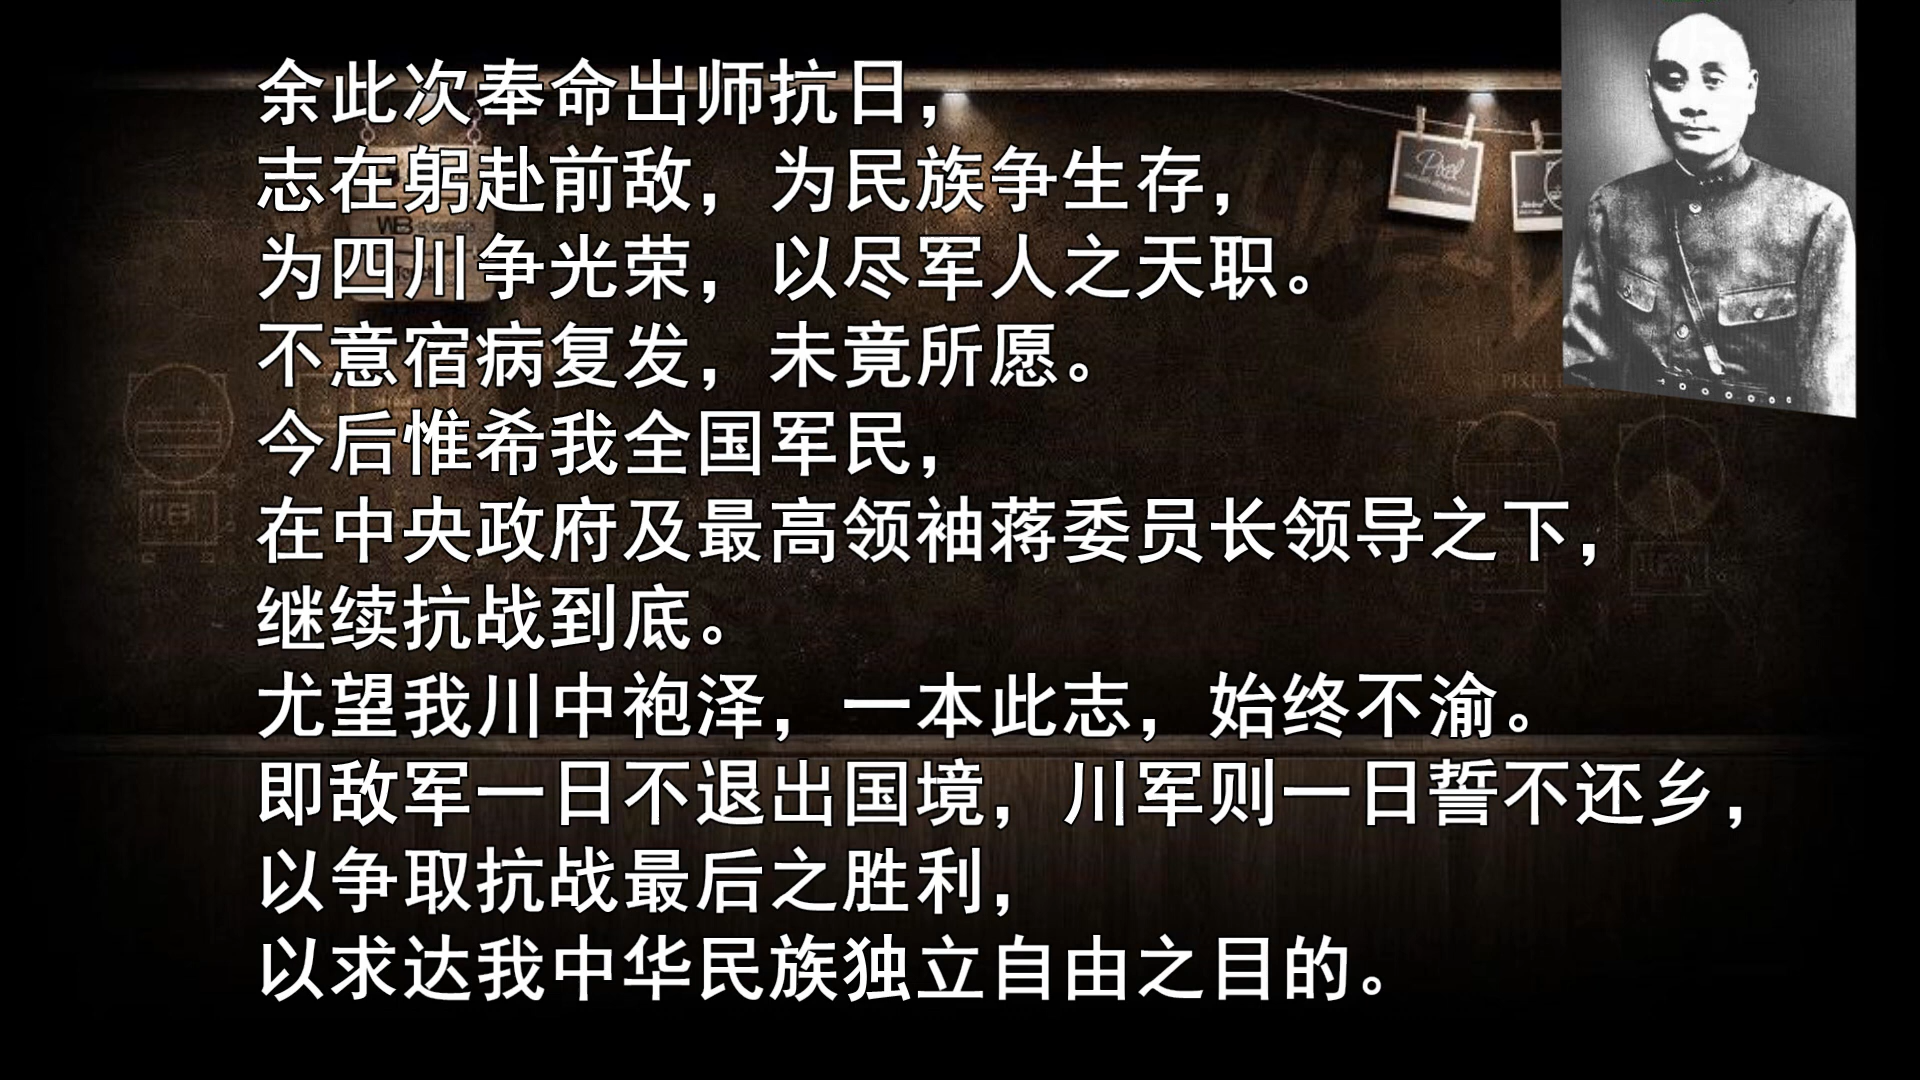 余此次奉命出师抗日，
志在躬赴前敌，为民族争生存，
为四川争光荣，以尽军人之天职。
不意宿病复发，未竟所愿。
今后惟希我全国军民，
在中央政府及最高领袖蒋委员长领导之下，
继续抗战到底。
尤望我川中袍泽，一本此志，始终不渝。
即敌军一日不退出国境，川军则一日誓不还乡，
以争取抗战最后之胜利，
以求达我中华民族独立自由之目的。
Pixel
WEB